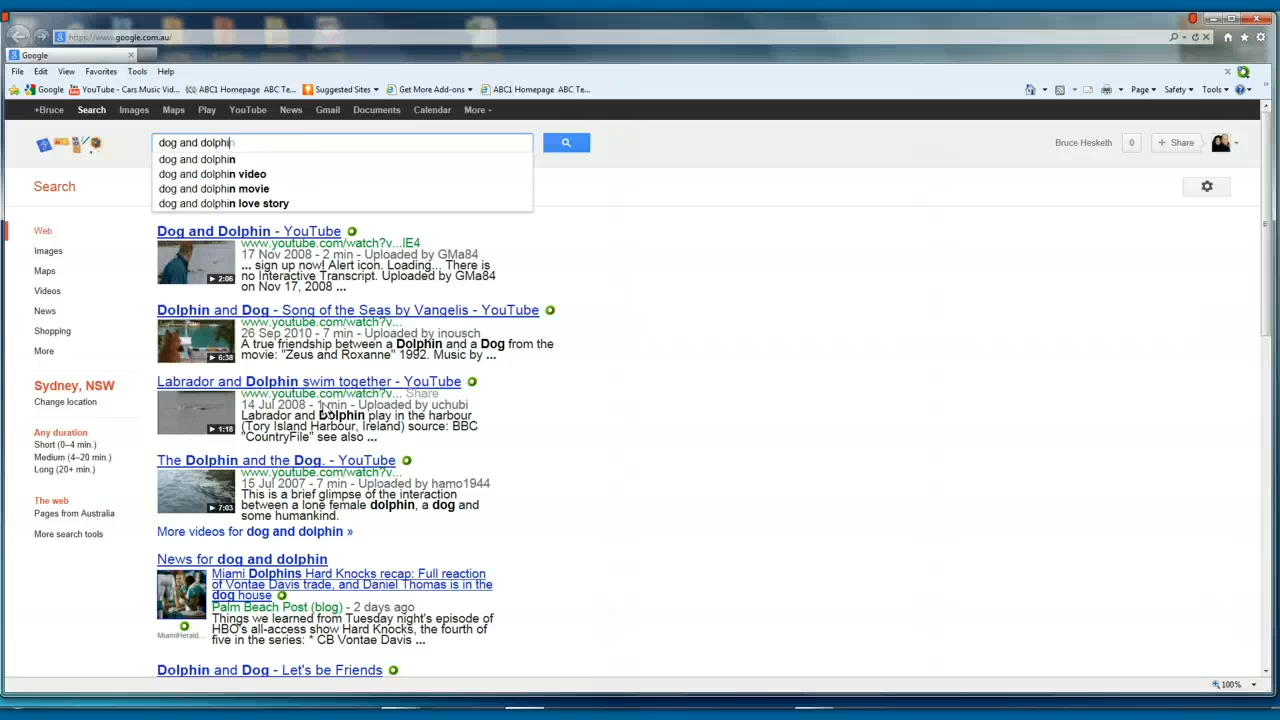 https://www.google.com.au/
Google
File Edit View Favorites Tools Help
Google YouTube - Cars Music Vid... ABC1 Homepage ABC Te... Suggested Sites Get More Add-ons ABC1 Homepage ABC Te...
Page Safety Tools
+Bruce Search Images Maps Play YouTube News Gmail Documents Calendar More
dog and dolphin
Bruce Hesketh 0 + Share
dog and dolphin
dog and dolphin video
dog and dolphin movie
dog and dolphin love story
Search
Web
Images
Maps
Videos
News
Shopping
More
Sydney, NSW
Change location
Any duration
Short (0–4 min.)
Medium (4–20 min.)
Long (20+ min.)
The web
Pages from Australia
More search tools
Dog and Dolphin - YouTube
www.youtube.com/watch?v...lE4
17 Nov 2008 - 2 min - Uploaded by GMa84
... sign up now! Alert icon. Loading... There is
no Interactive Transcript. Uploaded by GMa84
on Nov 17, 2008 ...
2:06
Dolphin and Dog - Song of the Seas by Vangelis - YouTube
www.youtube.com/watch?v...
26 Sep 2010 - 7 min - Uploaded by inousch
A true friendship between a Dolphin and a Dog from the
movie: "Zeus and Roxanne" 1992. Music by ...
6:38
Labrador and Dolphin swim together - YouTube
www.youtube.com/watch?v... Share
14 Jul 2008 - 1 min - Uploaded by uchubi
Labrador and Dolphin play in the harbour
(Tory Island Harbour, Ireland) source: BBC
"CountryFile" see also ...
1:18
The Dolphin and the Dog. - YouTube
www.youtube.com/watch?v...
15 Jul 2007 - 7 min - Uploaded by hamo1944
This is a brief glimpse of the interaction
between a lone female dolphin, a dog and
some humankind.
7:03
More videos for dog and dolphin »
News for dog and dolphin
Miami Dolphins Hard Knocks recap: Full reaction
of Vontae Davis trade, and Daniel Thomas is in the
dog house
Palm Beach Post (blog) - 2 days ago
Things we learned from Tuesday night's episode of
HBO's all-access show Hard Knocks, the fourth of
five in the series: * CB Vontae Davis ...
MiamiHerald...
Dolphin and Dog - Let's be Friends
100%